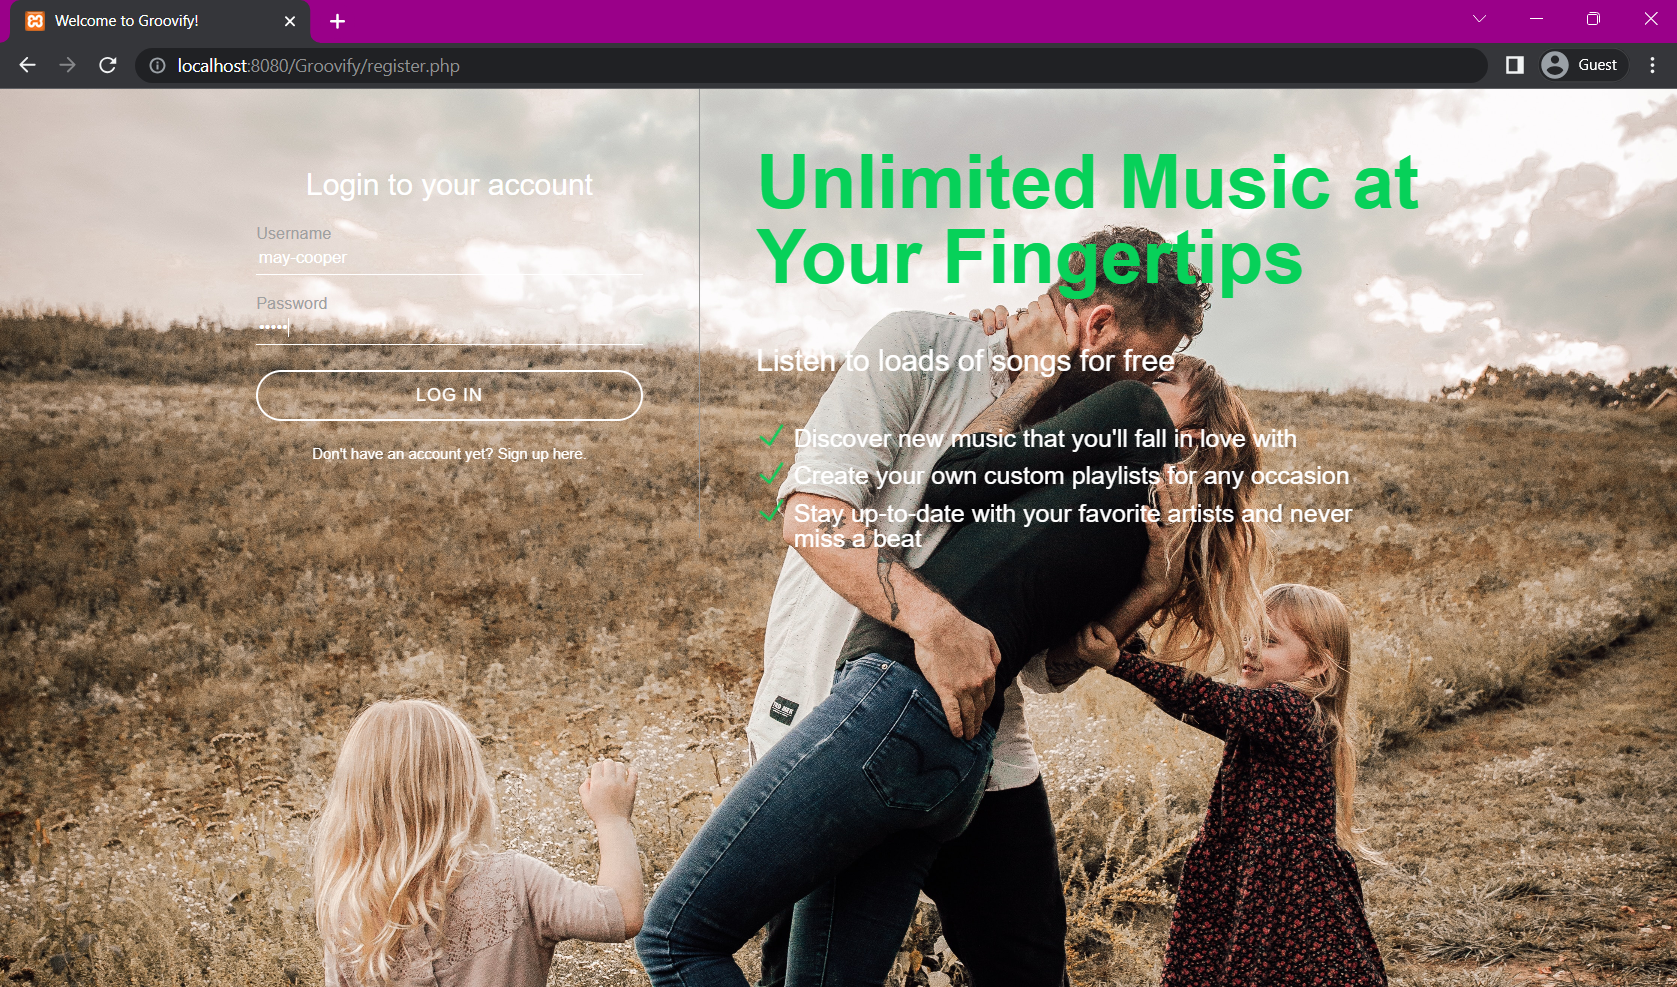 Welcome to Groovify!
localhost:8080/Groovify/register.php
Guest
Login to your account
Username
may-cooper
Password
•••••
LOG IN
Don't have an account yet? Sign up here.
Unlimited Music at
Your Fingertips
Listen to loads of songs for free
Discover new music that you'll fall in love with
Create your own custom playlists for any occasion
Stay up-to-date with your favorite artists and never
miss a beat